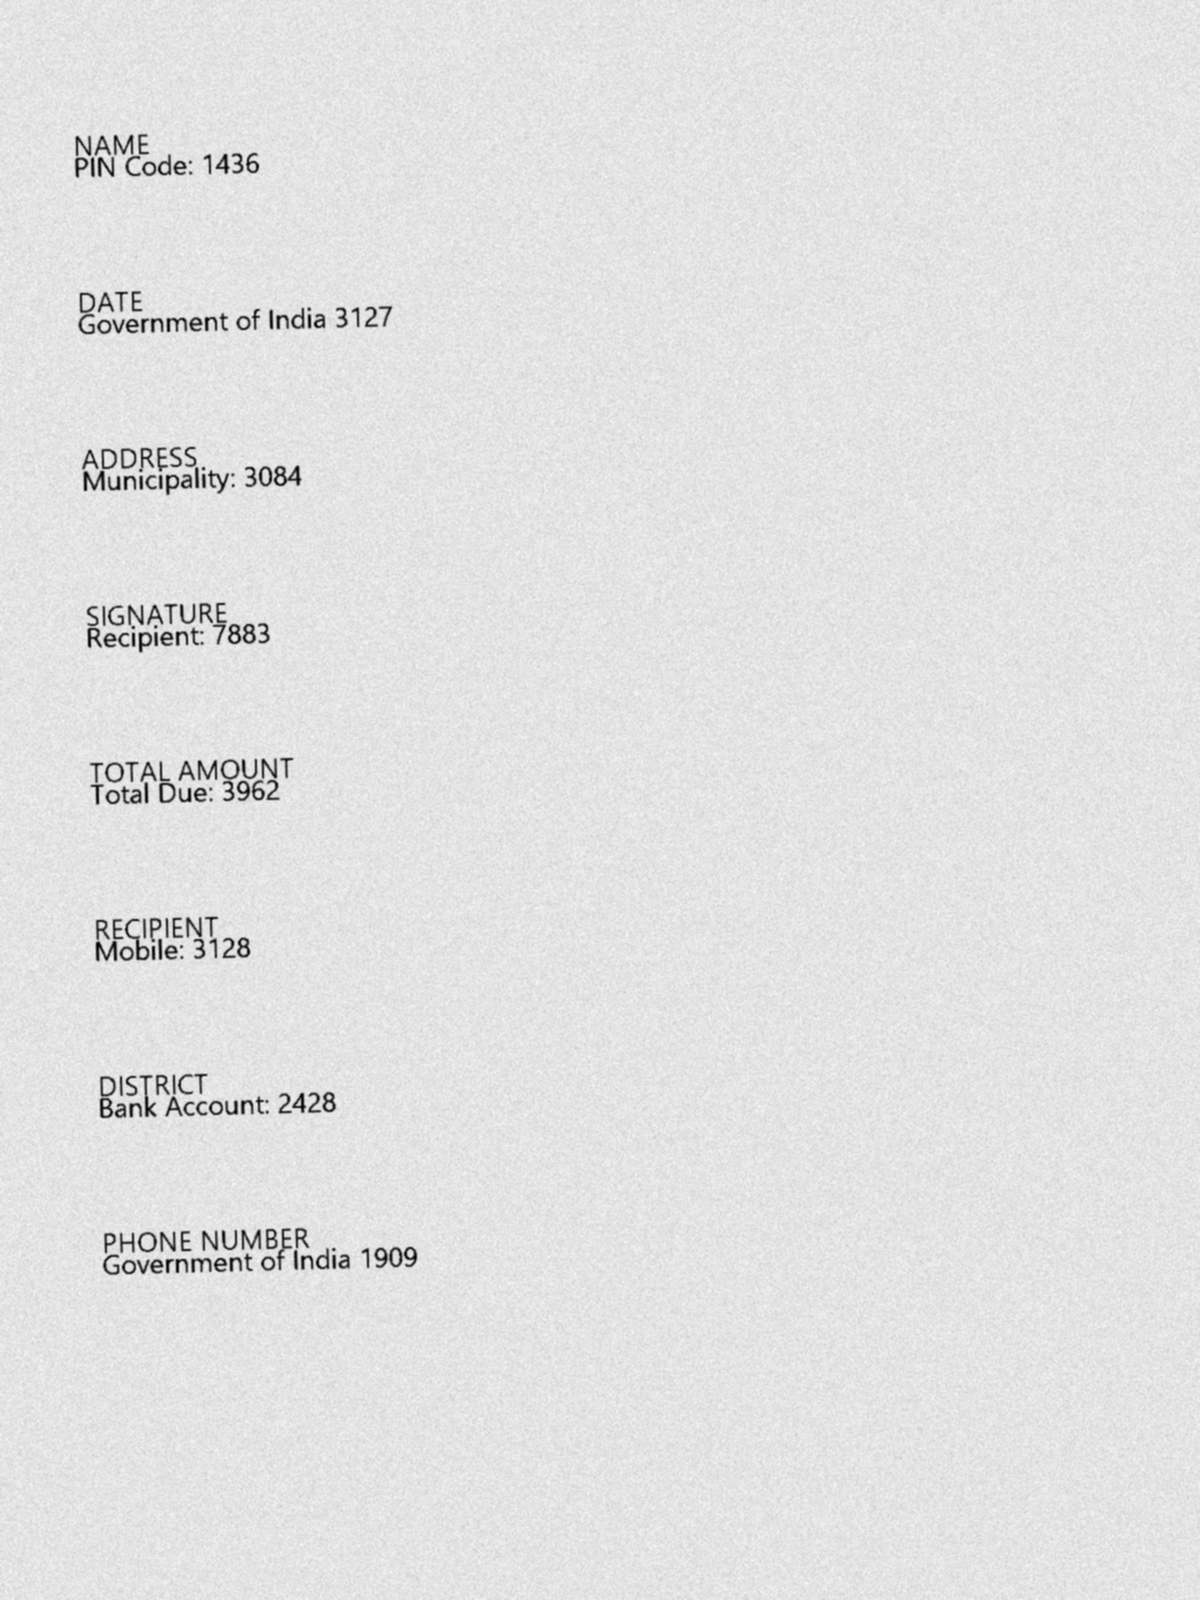 NAME
PIN Code: 1436
DATE
Government of India 3127
ADDRESS
Municipality: 3084
SIGNATURE
Recipient: 7883
TOTAL AMOUNT
Total Due: 3962
RECIPIENT
Mobile: 3128
DISTRICT
Bank Account: 2428
PHONE NUMBER
Government of India 1909